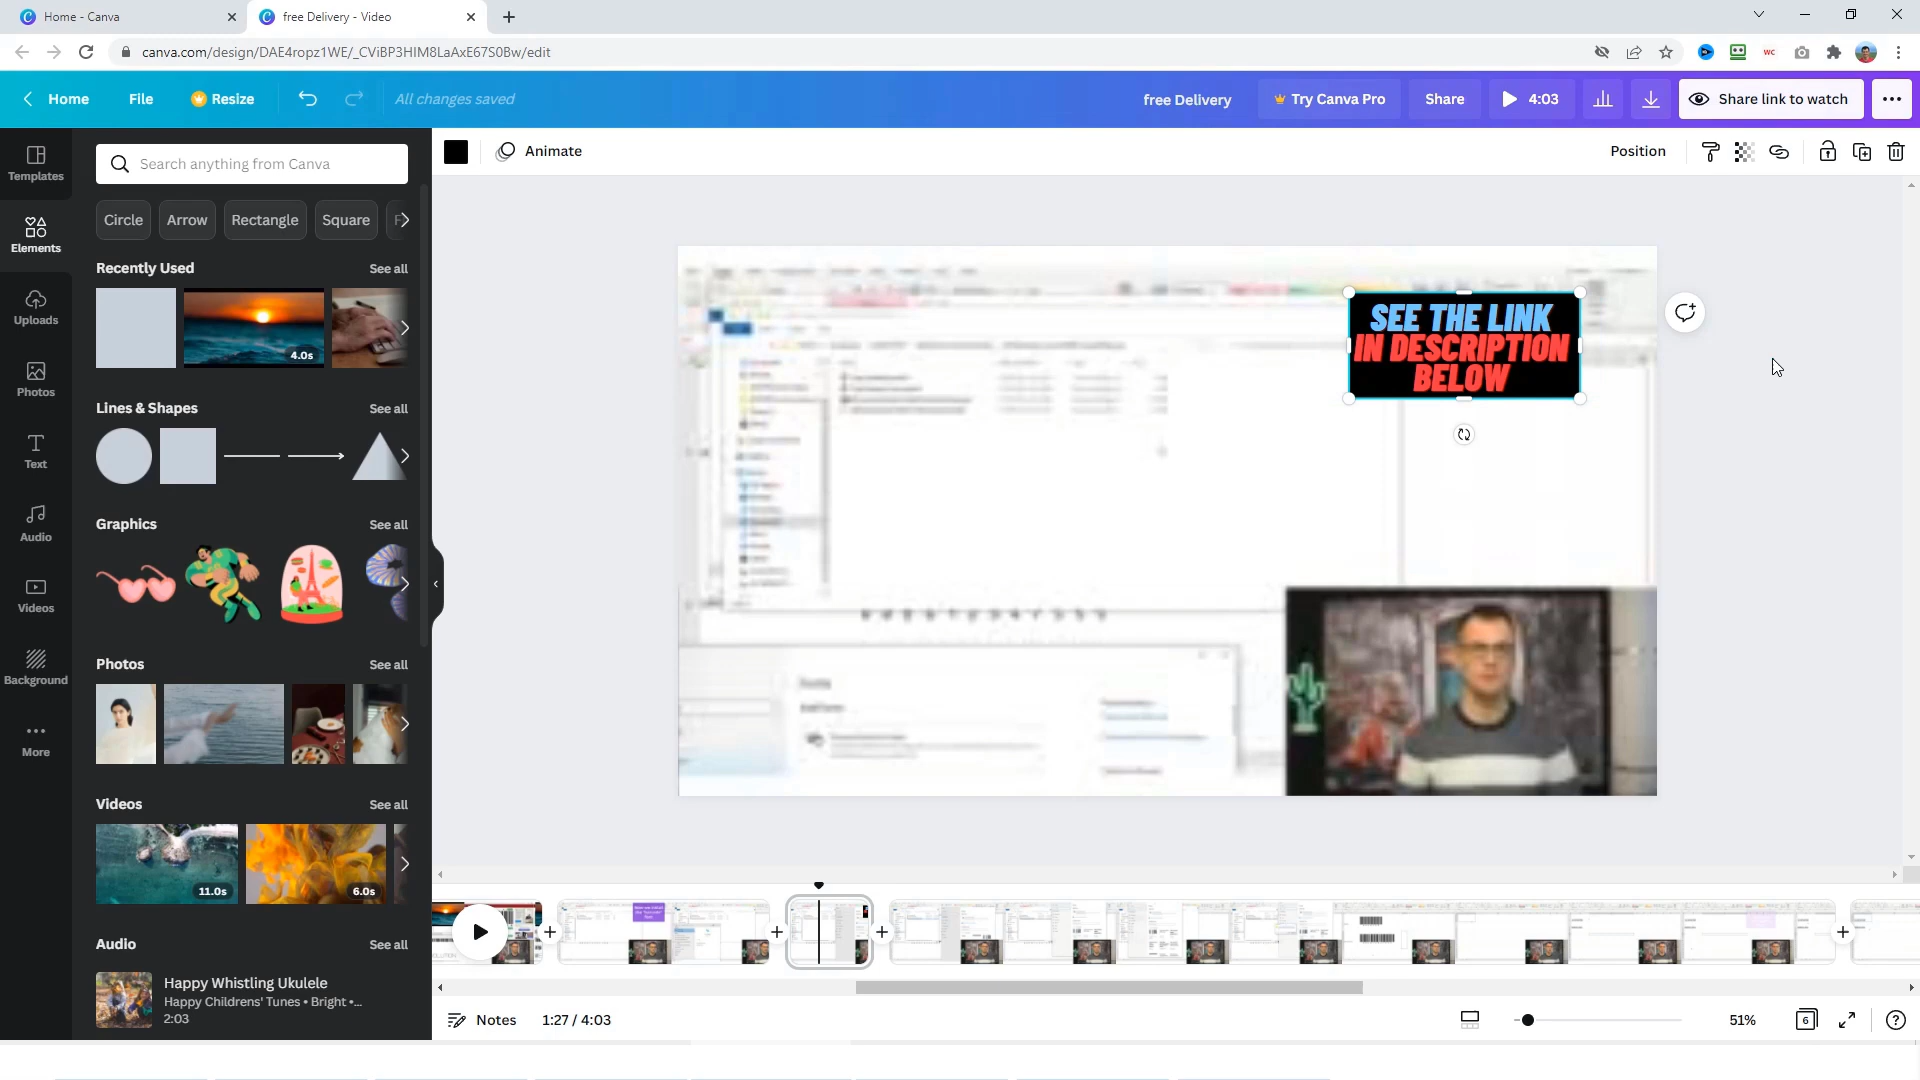 Home - Canva
free Delivery - Video
canva.com/design/DAE4ropz1WE/_CViBP3HIM8LaAxE67S0Bw/edit
Home
File
Resize
All changes saved
free Delivery
Try Canva Pro
Share
4:03
Share link to watch
Templates
Elements
Uploads
Photos
Text
Audio
Videos
Background
More
Search anything from Canva
Circle
Arrow
Rectangle
Square
Recently Used
See all
4.0s
Lines & Shapes
See all
Graphics
See all
Photos
See all
Videos
See all
11.0s
6.0s
Audio
See all
Happy Whistling Ukulele
Happy Childrens' Tunes • Bright •...
2:03
Animate
Position
SEE THE LINK
IN DESCRIPTION
BELOW
Notes
1:27 / 4:03
51%
6